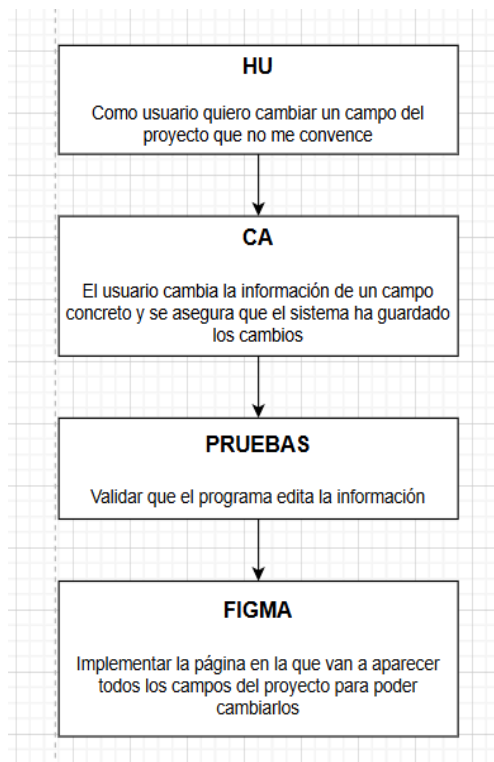 HU
Como usuario quiero cambiar un campo del
proyecto que no me convence
CA
El usuario cambia la información de un campo
concreto y se asegura que el sistema ha guardado
los cambios
PRUEBAS
Validar que el programa edita la información
FIGMA
Implementar la página en la que van a aparecer
todos los campos del proyecto para poder
cambiarlos